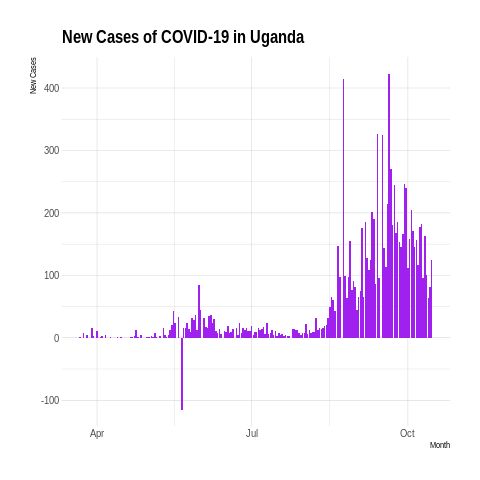 New Cases of COVID-19 in Uganda
New Cases
400
300
200
100
0
-100
Apr
Jul
Oct
Month